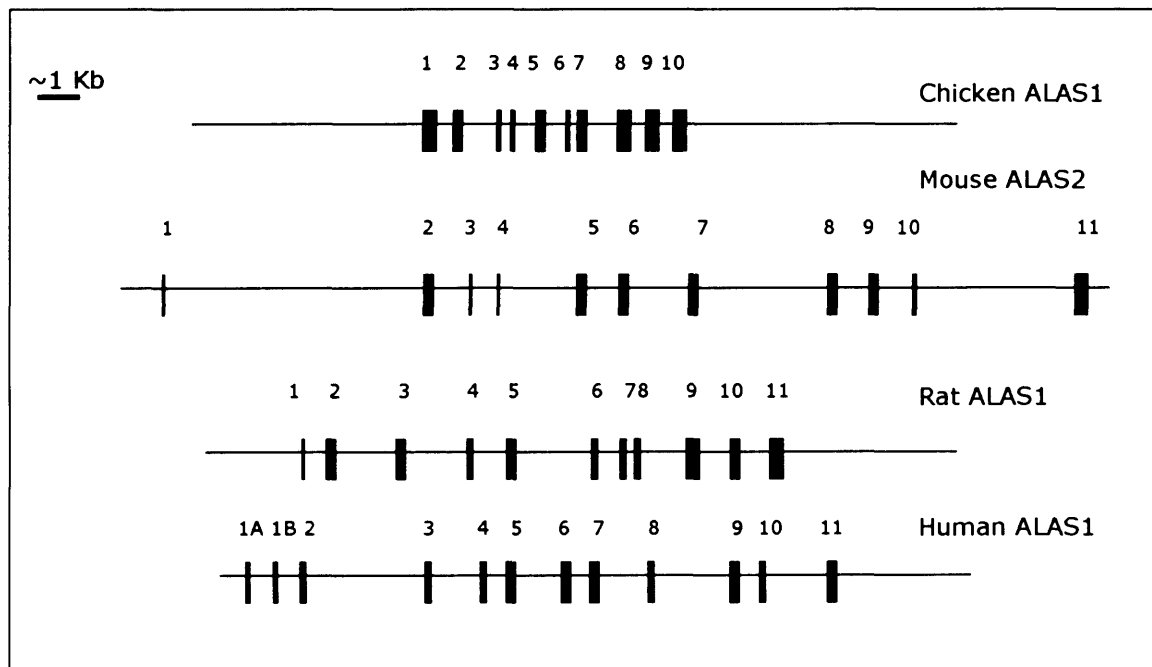 1 2 3 4 5 6 7 8 9 10
~1 Kb
Chicken ALAS1
Mouse ALAS2
1 2 3 4 5 6 7 8 9 10 11
1 2 3 4 5 6 7 8 9 10 11
Rat ALAS1
1A 1B 2 3 4 5 6 7 8 9 10 11
Human ALAS1